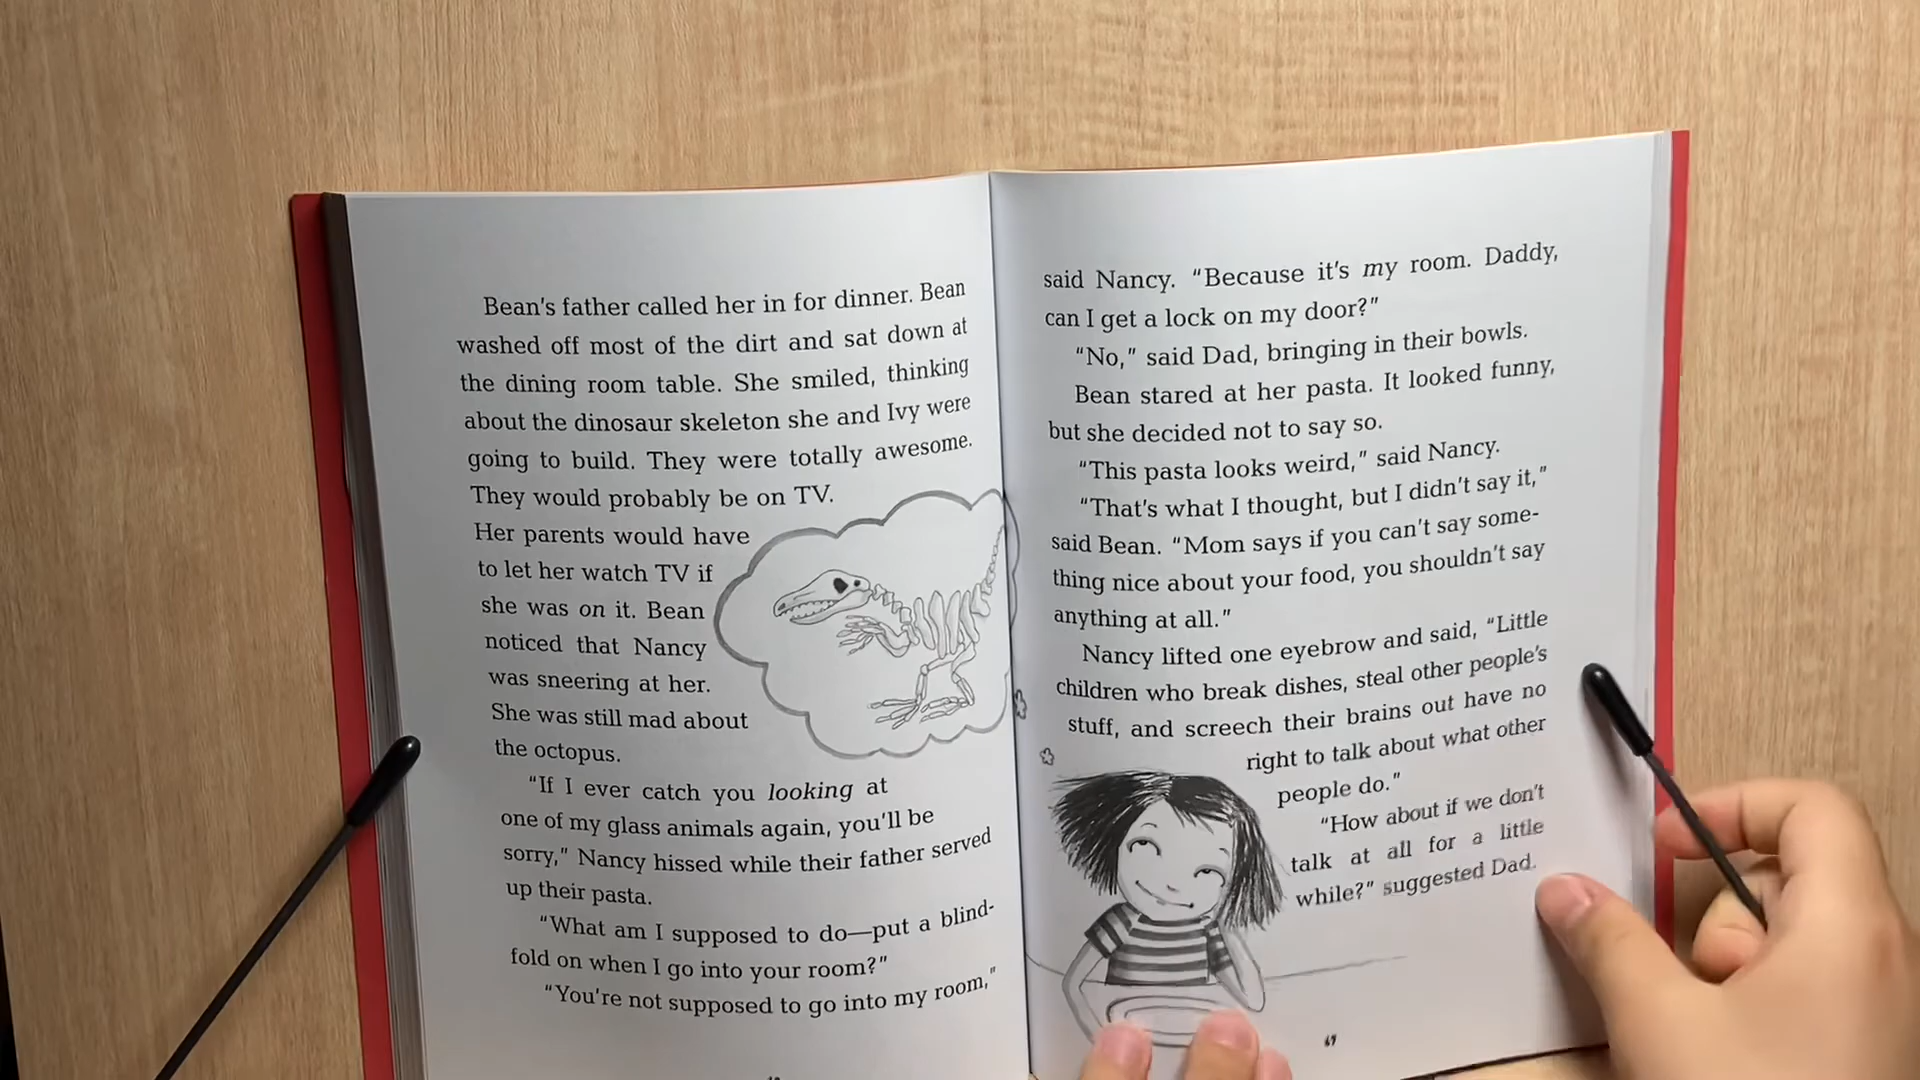 Bean's father called her in for dinner. Bean
washed off most of the dirt and sat down at
the dining room table. She smiled, thinking
about the dinosaur skeleton she and Ivy were
going to build. They were totally awesome.
They would probably be on TV.
Her parents would have
to let her watch TV if
she was on it. Bean
noticed that Nancy
was sneering at her.
She was still mad about
the octopus.
“If I ever catch you looking at
one of my glass animals again, you’ll be
sorry,” Nancy hissed while their father served
up their pasta.
“What am I supposed to do—put a blind-
fold on when I go into your room?”
“You’re not supposed to go into my room,”
said Nancy. “Because it’s my room. Daddy,
can I get a lock on my door?”
“No,” said Dad, bringing in their bowls.
Bean stared at her pasta. It looked funny,
but she decided not to say so.
“This pasta looks weird,” said Nancy.
“That’s what I thought, but I didn’t say it,”
said Bean. “Mom says if you can’t say some-
thing nice about your food, you shouldn’t say
anything at all.”
Nancy lifted one eyebrow and said, “Little
children who break dishes, steal other people’s
stuff, and screech their brains out have no
right to talk about what other
people do.”
“How about if we don’t
talk at all for a little
while?” suggested Dad.